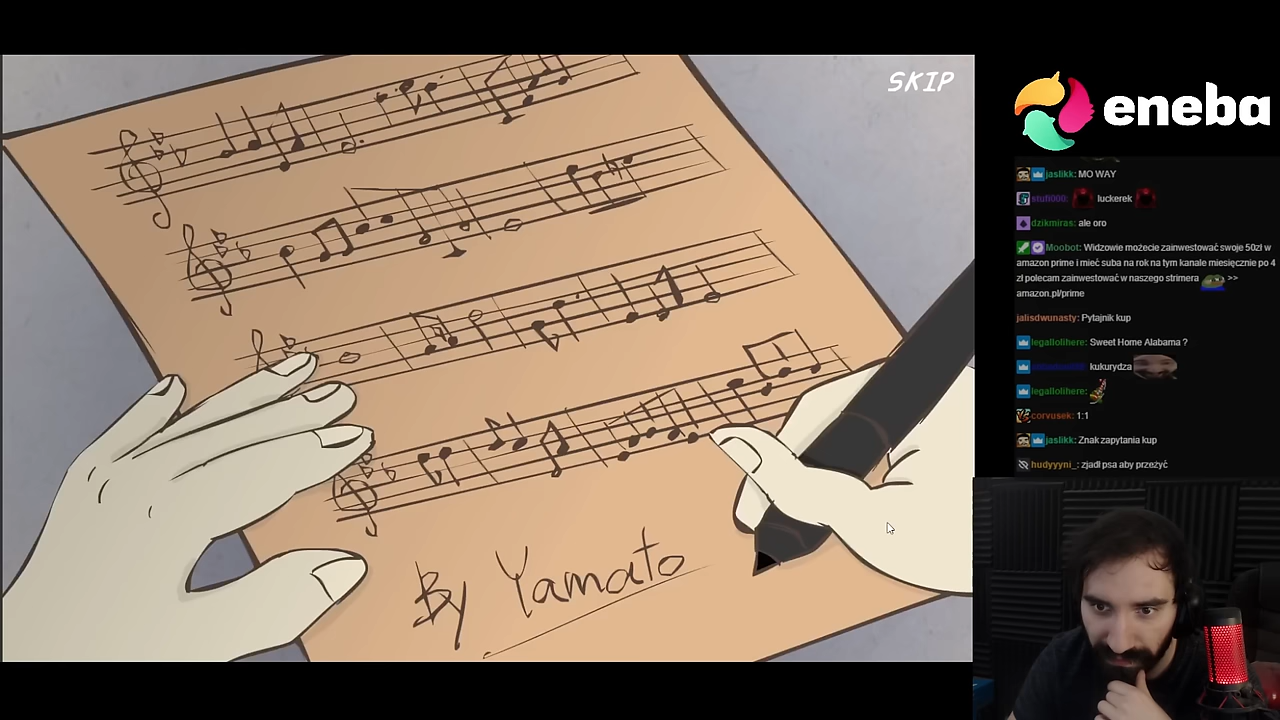 SKIP
By Yamato
eneba
jaslikk: MO WAY
luckerek
dzikmiras: ale oro
Moobot: Widzowie możecie zainwestować swoje 50zl w
amazon prime i mieć suba na rok na tym kanale miesięcznie po 4
zł polecam zainwestować w naszego strimera >>
amazon.pl/prime
jalisdwunasty: Pytajnik kup
legallolihere: Sweet Home Alabama ?
kukurydza
legallolihere:
corvusek: 1:1
jaslikk: Znak zapytania kup
hudyyyni_: zjadł psa aby przeżyć